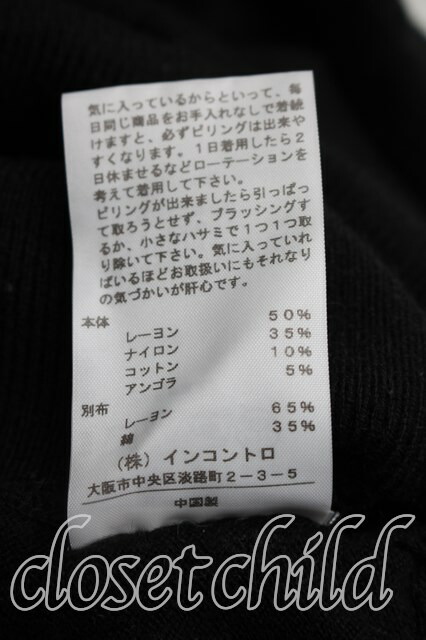 気に入っているからといって、毎
日同じ商品をお手入れなしで着続
けますと、必ずピリングは出来や
すくなります。１日着用したら２
日休ませるなどローテーションを
考えて着用して下さい。
ピリングが出来ましたら引っぱっ
て取ろうとせず、ブラッシングす
るか、小さなハサミで１つ１つ取
り除いて下さい。気に入っていれ
ばいるほどお取扱いにもそれなり
の気づかいが肝心です。
本体
レーヨン 50%
ナイロン 35%
コットン 10%
アンゴラ 5%
別布
レーヨン 65%
綿 35%
(株) インコントロ
大阪市中央区淡路町２－３－５
中国製
closet child